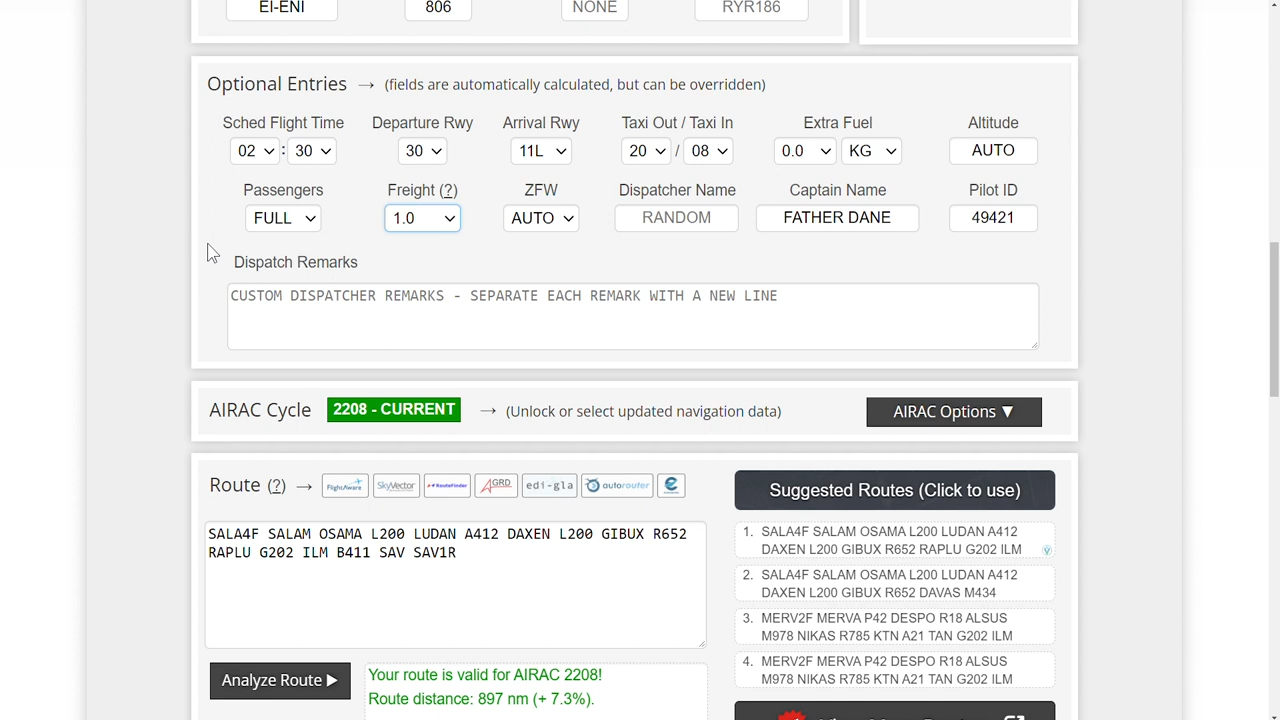 EI-ENI 806 NONE RYR186
Optional Entries → (fields are automatically calculated, but can be overridden)
Sched Flight Time Departure Rwy Arrival Rwy Taxi Out / Taxi In Extra Fuel Altitude
02 : 30 30 11L 20 / 08 0.0 KG AUTO
Passengers Freight (?) ZFW Dispatcher Name Captain Name Pilot ID
FULL 1.0 AUTO RANDOM FATHER DANE 49421
Dispatch Remarks
CUSTOM DISPATCHER REMARKS - SEPARATE EACH REMARK WITH A NEW LINE
AIRAC Cycle 2208 - CURRENT → (Unlock or select updated navigation data) AIRAC Options ▼
Route (?) → FlightAware SkyVector RouteFinder GRD edi-gla autorouter e
SALA4F SALAM OSAMA L200 LUDAN A412 DAXEN L200 GIBUX R652
RAPLU G202 ILM B411 SAV SAV1R
Analyze Route ▶
Your route is valid for AIRAC 2208!
Route distance: 897 nm (+ 7.3%).
Suggested Routes (Click to use)
1. SALA4F SALAM OSAMA L200 LUDAN A412
DAXEN L200 GIBUX R652 RAPLU G202 ILM
2. SALA4F SALAM OSAMA L200 LUDAN A412
DAXEN L200 GIBUX R652 DAVAS M434
3. MERV2F MERVA P42 DESPO R18 ALSUS
M978 NIKAS R785 KTN A21 TAN G202 ILM
4. MERV2F MERVA P42 DESPO R18 ALSUS
M978 NIKAS R785 KTN A21 TAN G202 ILM